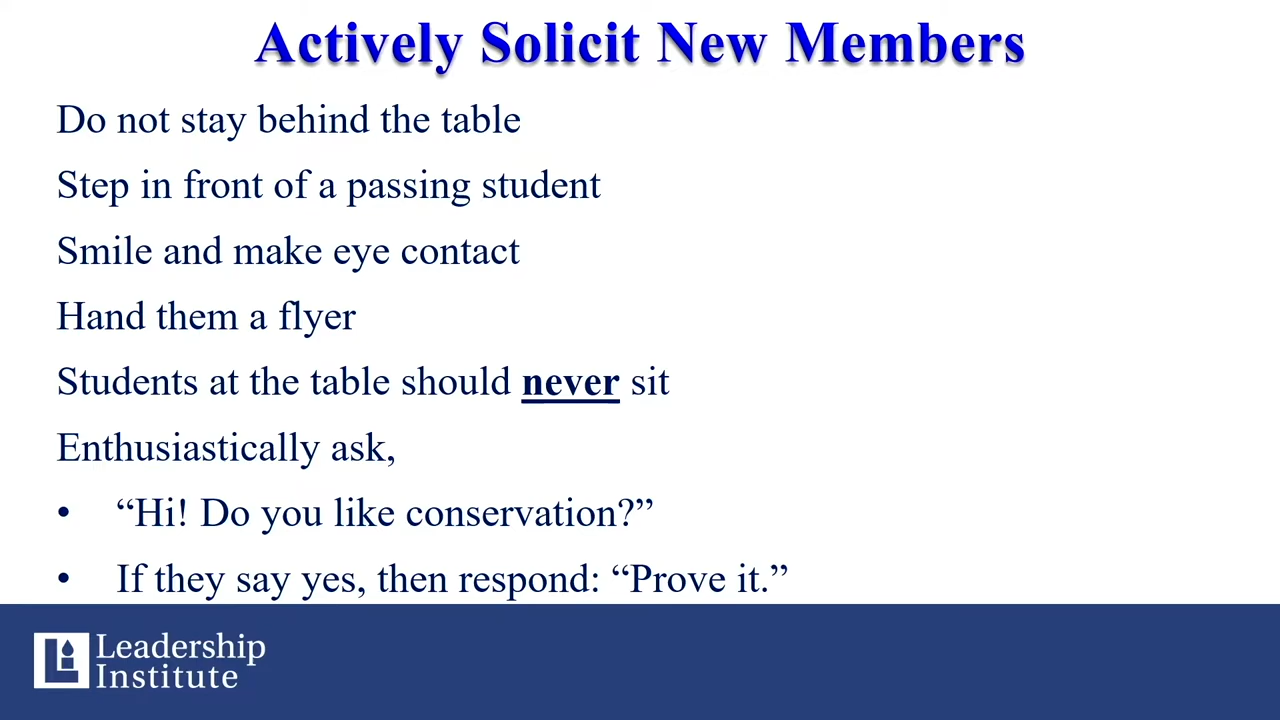 Actively Solicit New Members
Do not stay behind the table
Step in front of a passing student
Smile and make eye contact
Hand them a flyer
Students at the table should never sit
Enthusiastically ask,
• “Hi! Do you like conservation?”
• If they say yes, then respond: “Prove it.”
Leadership
Institute